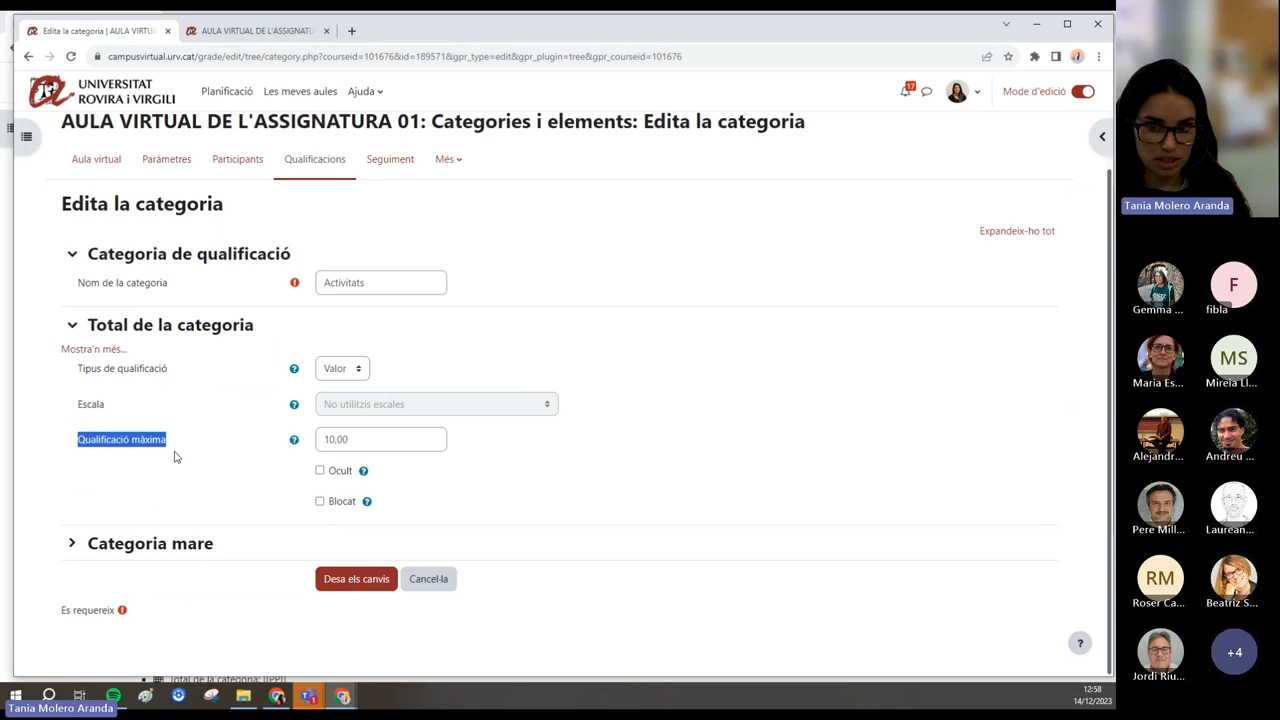 Edita la categoria | AULA VIRTU
AULA VIRTUAL DE L'ASSIGNATU
campusvirtual.urv.cat/grade/edit/tree/category.php?courseid=101676&id=189571&gpr_type=edit&gpr_plugin=tree&gpr_courseid=101676
UNIVERSITAT
ROVIRA i VIRGILI
Planificació
Les meves aules
Ajuda
17
Mode d'edició
AULA VIRTUAL DE L'ASSIGNATURA 01: Categories i elements: Edita la categoria
Aula virtual
Paràmetres
Participants
Qualificacions
Seguiment
Més
Edita la categoria
Expandeix-ho tot
Categoria de qualificació
Nom de la categoria
Activitats
Total de la categoria
Mostra'n més...
Tipus de qualificació
Valor
Escala
No utilitzis escales
Qualificació màxima
10,00
Ocult
Blocat
Categoria mare
Desa els canvis
Cancel·la
Es requereix
Total de la categoria:
12:58
14/12/2023
Tania Molero Aranda
Tania Molero Aranda
Gemma ...
F
fibla
Maria Es...
MS
Mireia Ll...
Alejandr...
Andreu ...
Pere Mill...
Laurean...
RM
Roser Ca...
Beatriz S...
Jordi Riu...
+4